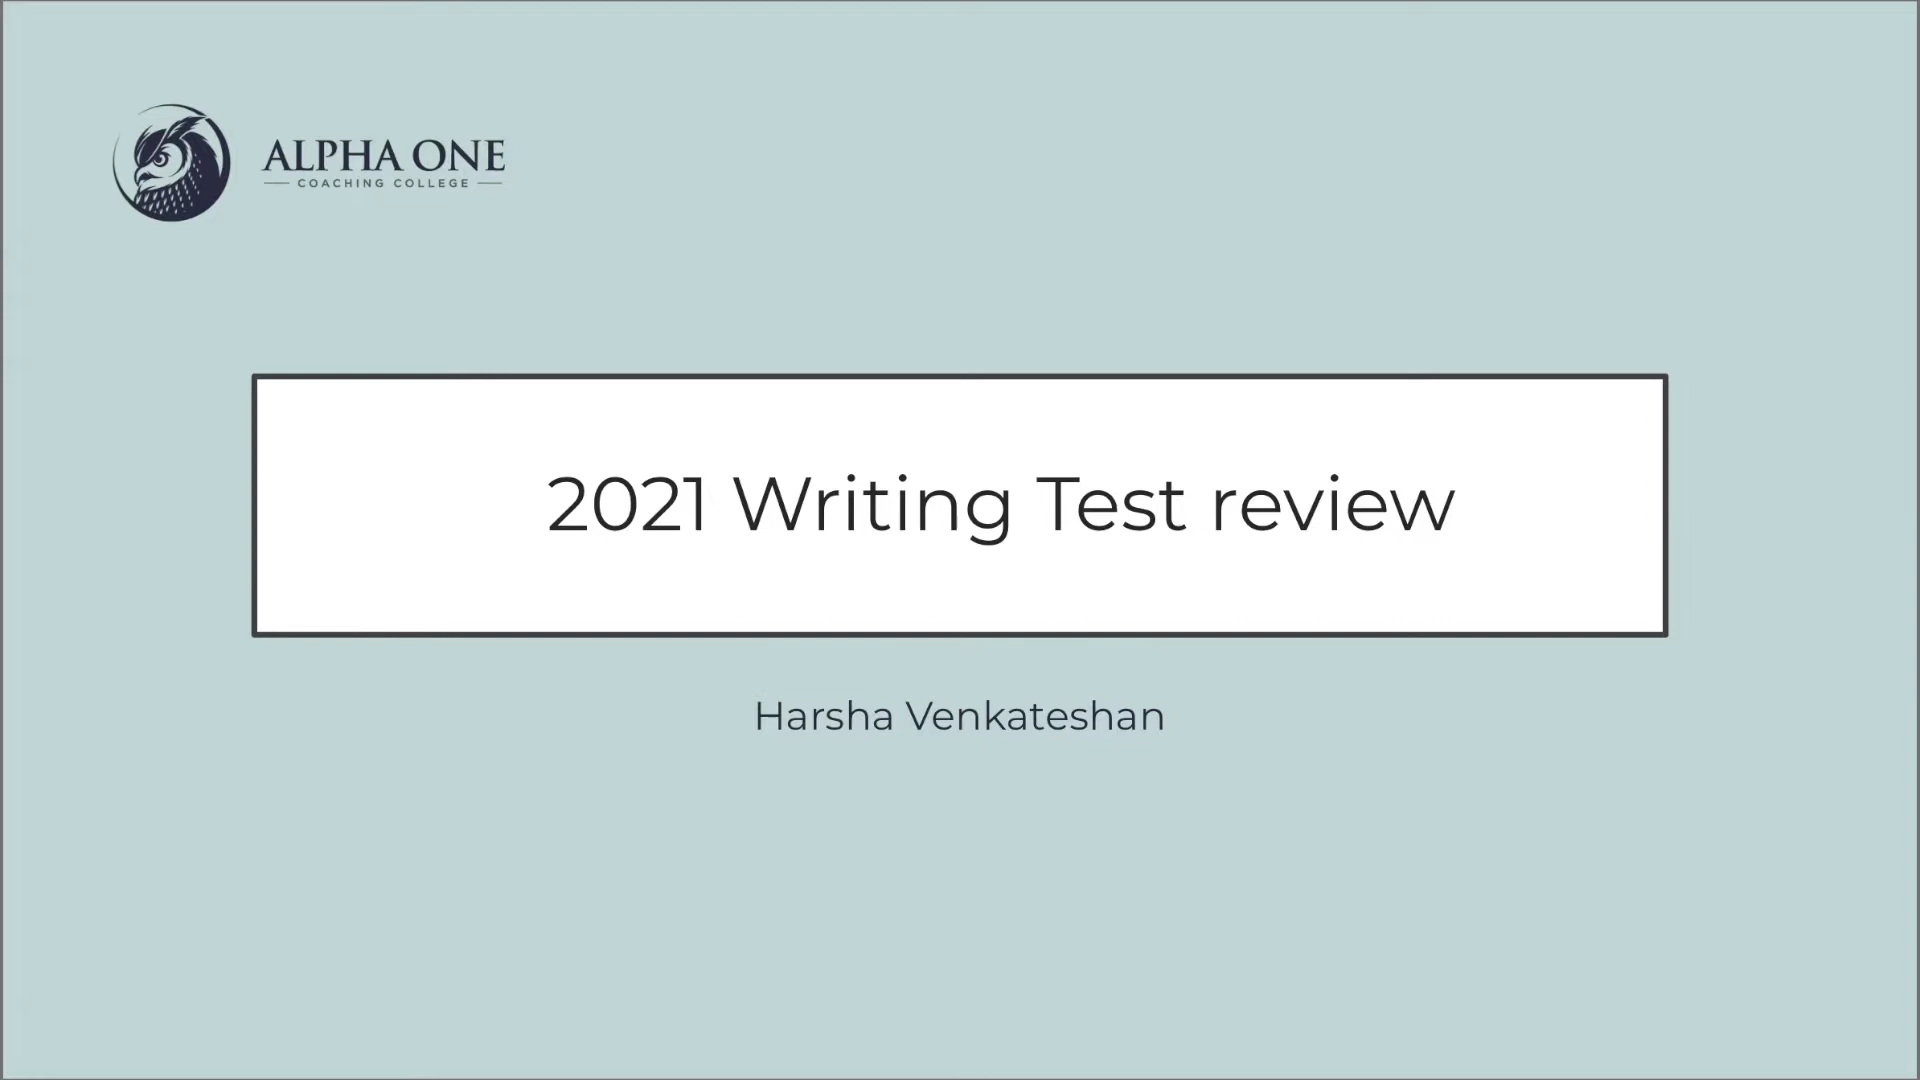 ALPHA ONE
COACHING COLLEGE
2021 Writing Test review
Harsha Venkateshan